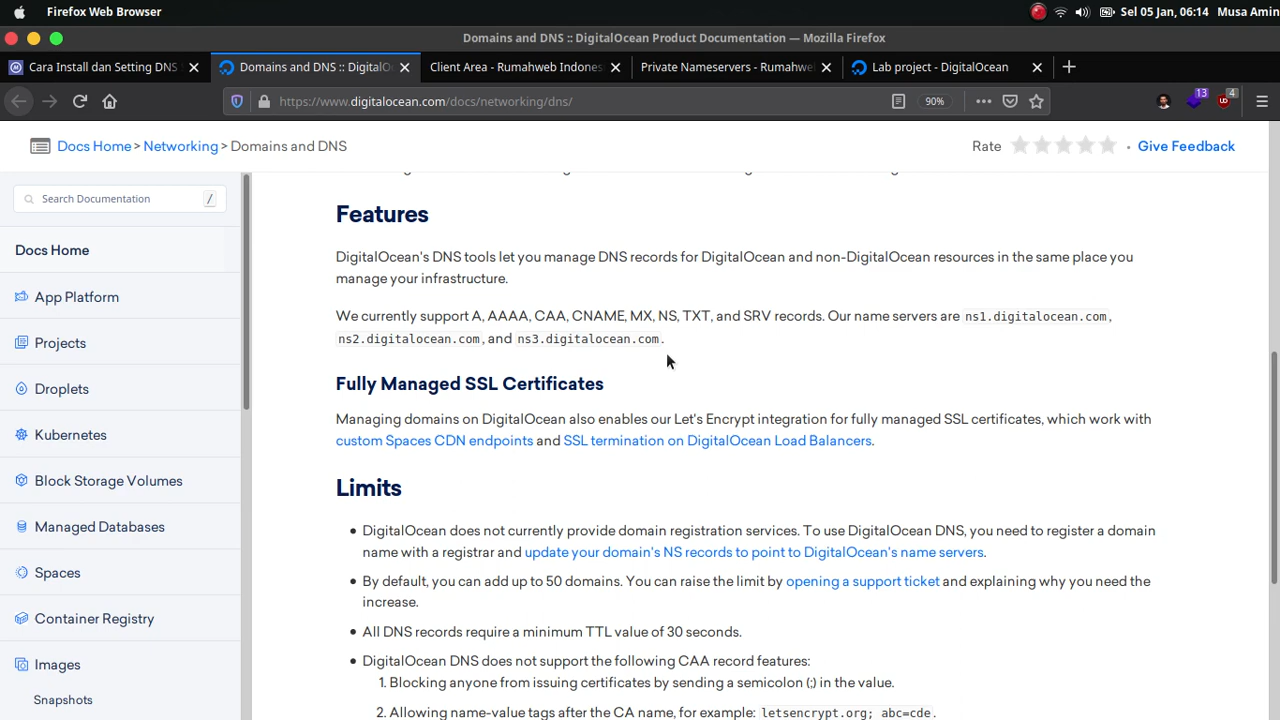 Firefox Web Browser
Sel 05 Jan, 06:14 Musa Amin
Domains and DNS :: DigitalOcean Product Documentation — Mozilla Firefox
Cara Install dan Setting DNS
Domains and DNS :: DigitalO
Client Area - Rumahweb Indones
Private Nameservers - Rumahwe
Lab project - DigitalOcean
https://www.digitalocean.com/docs/networking/dns/
90%
13
4
Docs Home > Networking > Domains and DNS
Rate
Give Feedback
Search Documentation /
Docs Home
App Platform
Projects
Droplets
Kubernetes
Block Storage Volumes
Managed Databases
Spaces
Container Registry
Images
Snapshots
Features
DigitalOcean's DNS tools let you manage DNS records for DigitalOcean and non-DigitalOcean resources in the same place you
manage your infrastructure.
We currently support A, AAAA, CAA, CNAME, MX, NS, TXT, and SRV records. Our name servers are ns1.digitalocean.com,
ns2.digitalocean.com, and ns3.digitalocean.com.
Fully Managed SSL Certificates
Managing domains on DigitalOcean also enables our Let's Encrypt integration for fully managed SSL certificates, which work with
custom Spaces CDN endpoints and SSL termination on DigitalOcean Load Balancers.
Limits
• DigitalOcean does not currently provide domain registration services. To use DigitalOcean DNS, you need to register a domain
name with a registrar and update your domain's NS records to point to DigitalOcean's name servers.
• By default, you can add up to 50 domains. You can raise the limit by opening a support ticket and explaining why you need the
increase.
• All DNS records require a minimum TTL value of 30 seconds.
• DigitalOcean DNS does not support the following CAA record features:
1. Blocking anyone from issuing certificates by sending a semicolon (;) in the value.
2. Allowing name-value tags after the CA name, for example: letsencrypt.org; abc=cde.